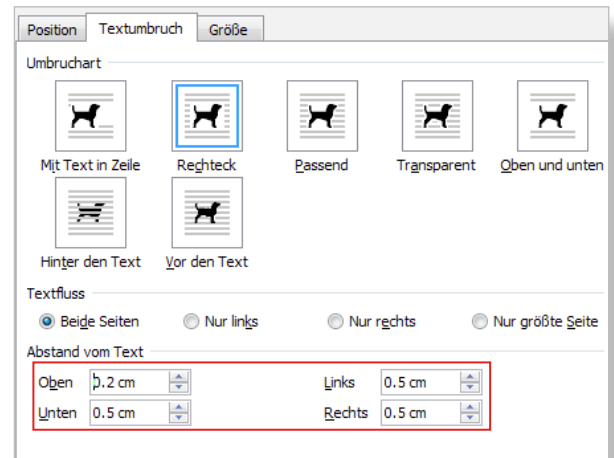 Position Textumbruch Größe
Umbruchart
Mit Text in Zeile Rechteck Passend Transparent Oben und unten
Hinter den Text Vor den Text
Textfluss
Beide Seiten Nur links Nur rechts Nur größte Seite
Abstand vom Text
Oben 0.2 cm Links 0.5 cm
Unten 0.5 cm Rechts 0.5 cm